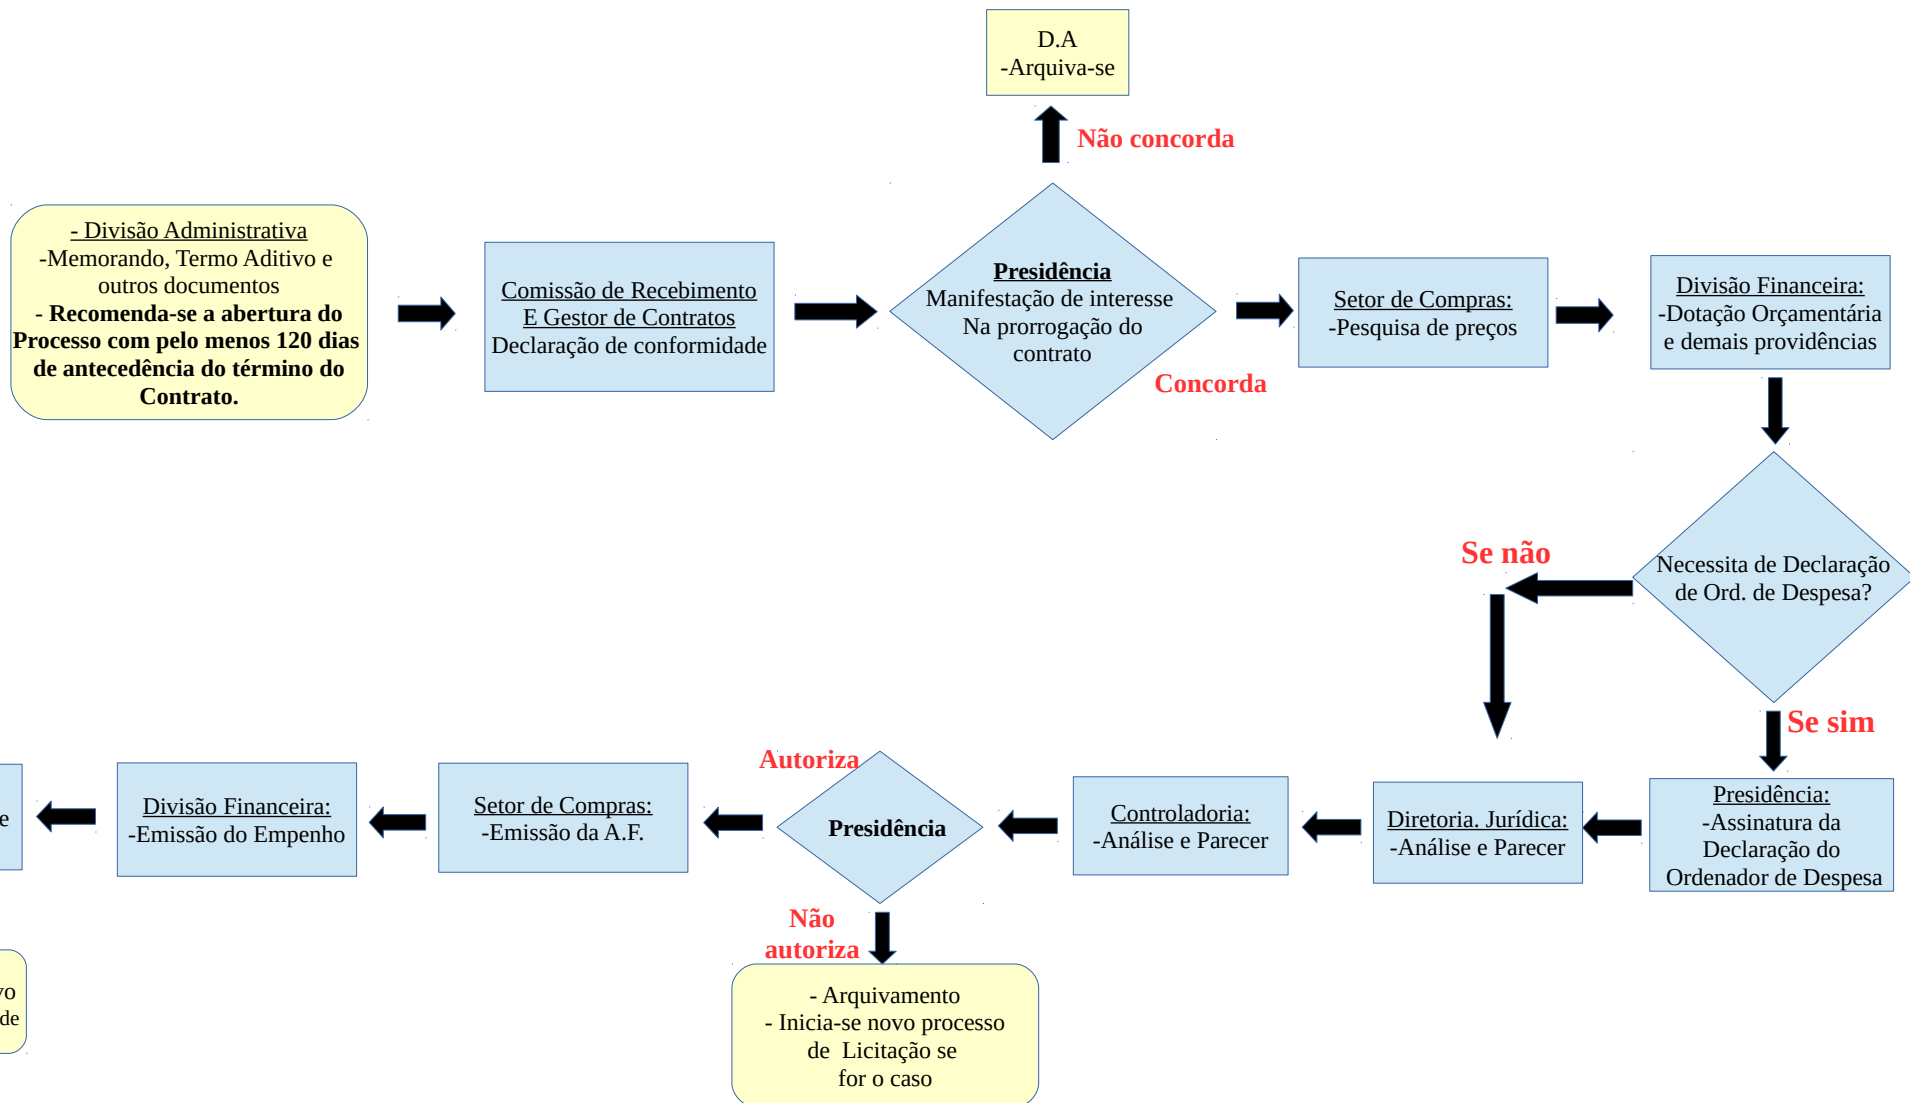 D.A
-Arquiva-se
Não concorda
- Divisão Administrativa
-Memorando, Termo Aditivo e
outros documentos
- Recomenda-se a abertura do
Processo com pelo menos 120 dias
de antecedência do término do
Contrato.
Comissão de Recebimento
E Gestor de Contratos
Declaração de conformidade
Presidência
Manifestação de interesse
Na prorrogação do
contrato
Concorda
Setor de Compras:
-Pesquisa de preços
Divisão Financeira:
-Dotação Orçamentária
e demais providências
Se não
Necessita de Declaração
de Ord. de Despesa?
Se sim
Presidência:
-Assinatura da
Declaração do
Ordenador de Despesa
Diretoria. Jurídica:
-Análise e Parecer
Controladoria:
-Análise e Parecer
Autoriza
Presidência
Não
autoriza
- Arquivamento
- Inicia-se novo processo
de Licitação se
for o caso
Setor de Compras:
-Emissão da A.F.
Divisão Financeira:
-Emissão do Empenho
e
vo
de